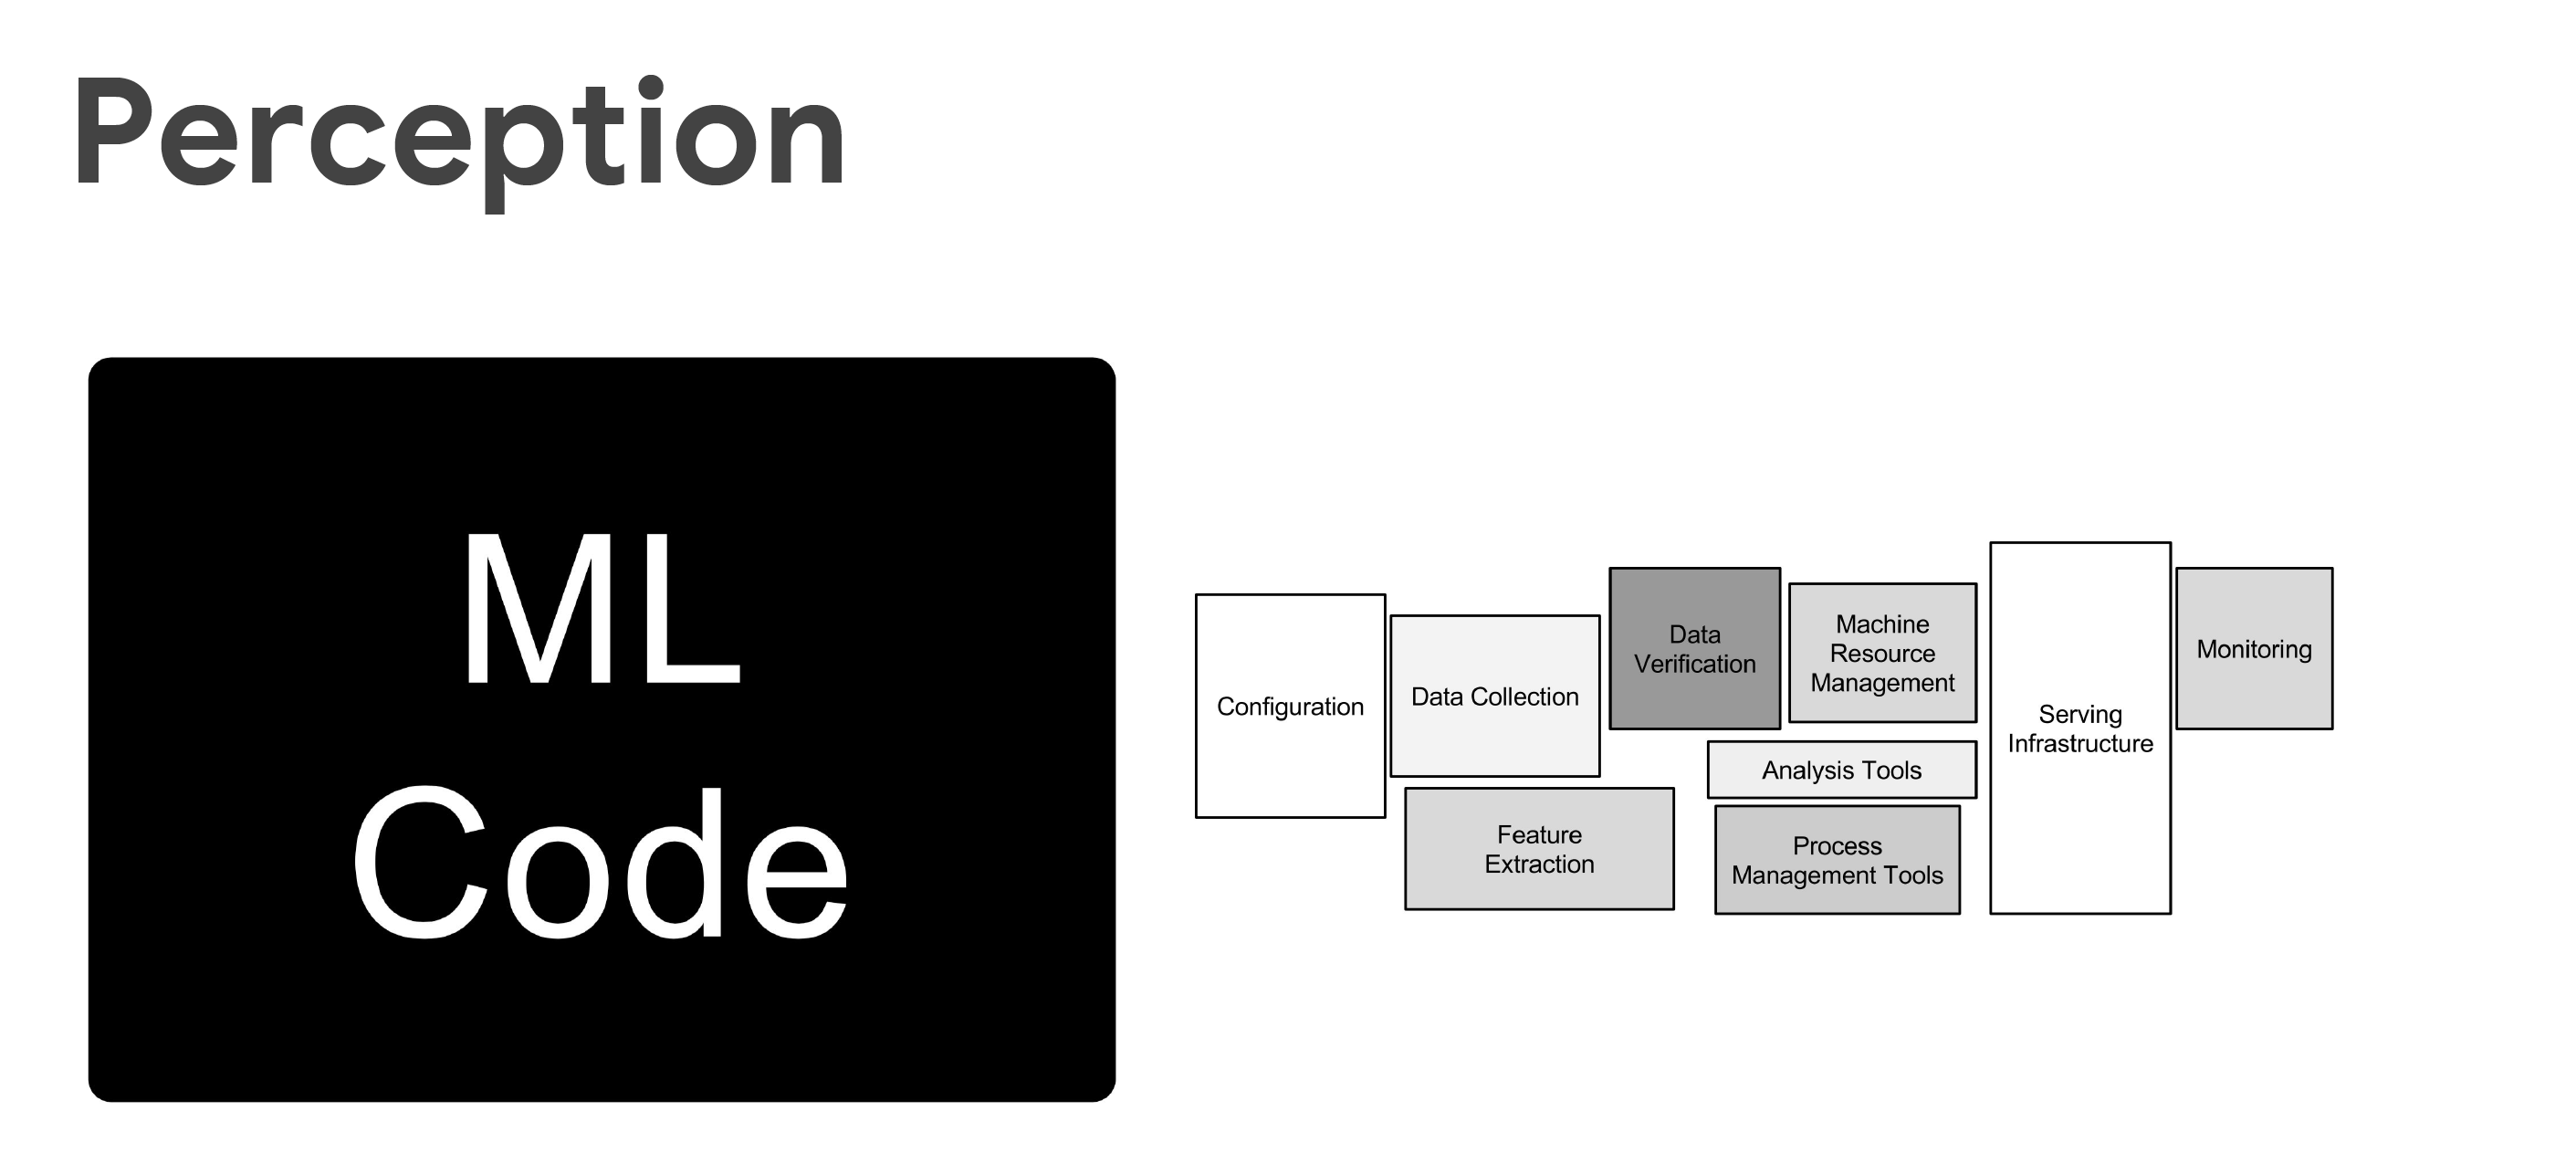 Perception
ML
Code
Configuration
Data Collection
Data
Verification
Machine
Resource
Management
Serving
Infrastructure
Monitoring
Analysis Tools
Feature
Extraction
Process
Management Tools